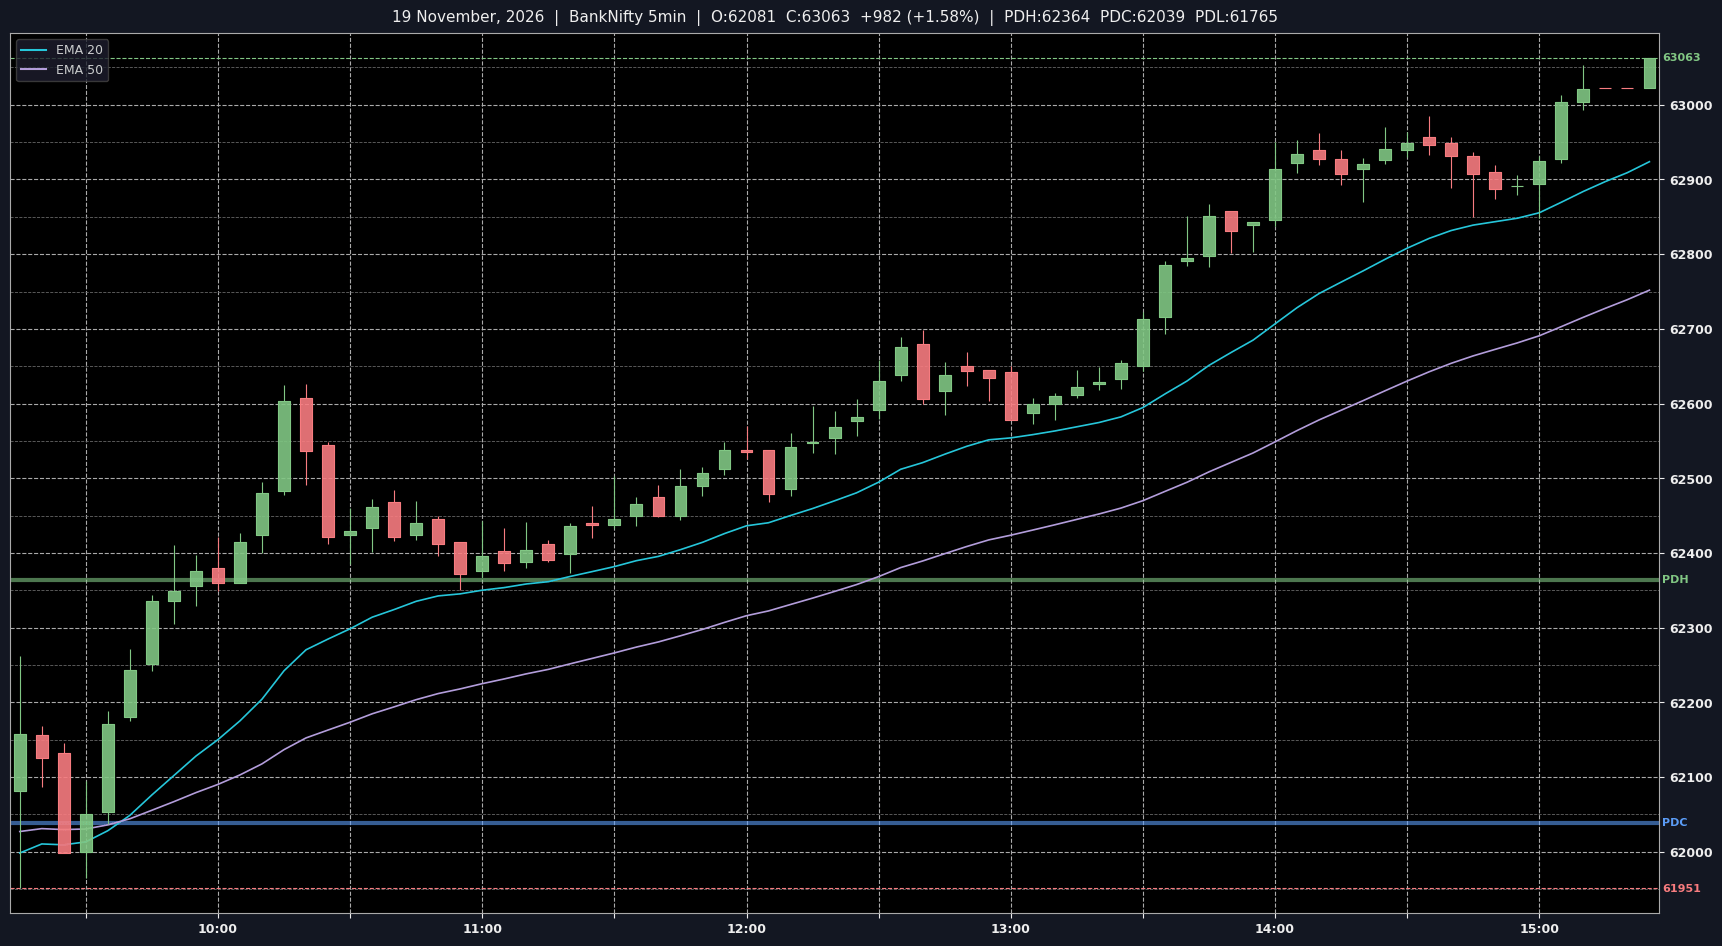 19 November, 2026 | BankNifty 5min | O:62081 C:63063 +982 (+1.58%) | PDH:62364 PDC:62039 PDL:61765
EMA 20
EMA 50
63063
63000
62900
62800
62700
62600
62500
62400
PDH
62300
62200
62100
PDC
62000
61951
10:00 11:00 12:00 13:00 14:00 15:00